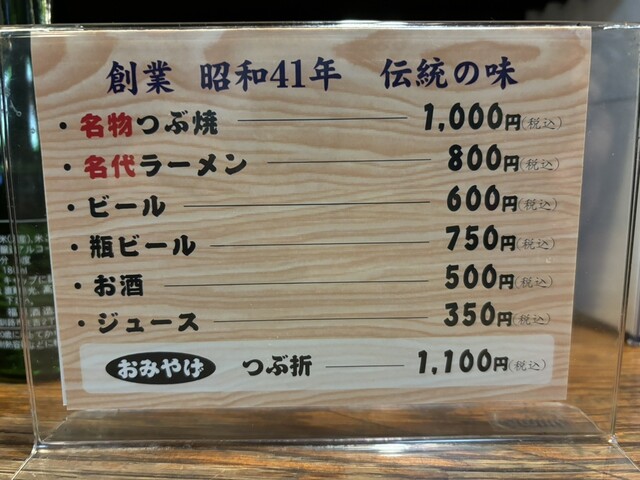 創業 昭和41年 伝統の味
・名物つぶ焼 1,000円(税込)
・名代ラーメン 800円(税込)
・ビール 600円(税込)
・瓶ビール 750円(税込)
・お酒 500円(税込)
・ジュース 350円(税込)
おみやげ つぶ折 1,100円(税込)